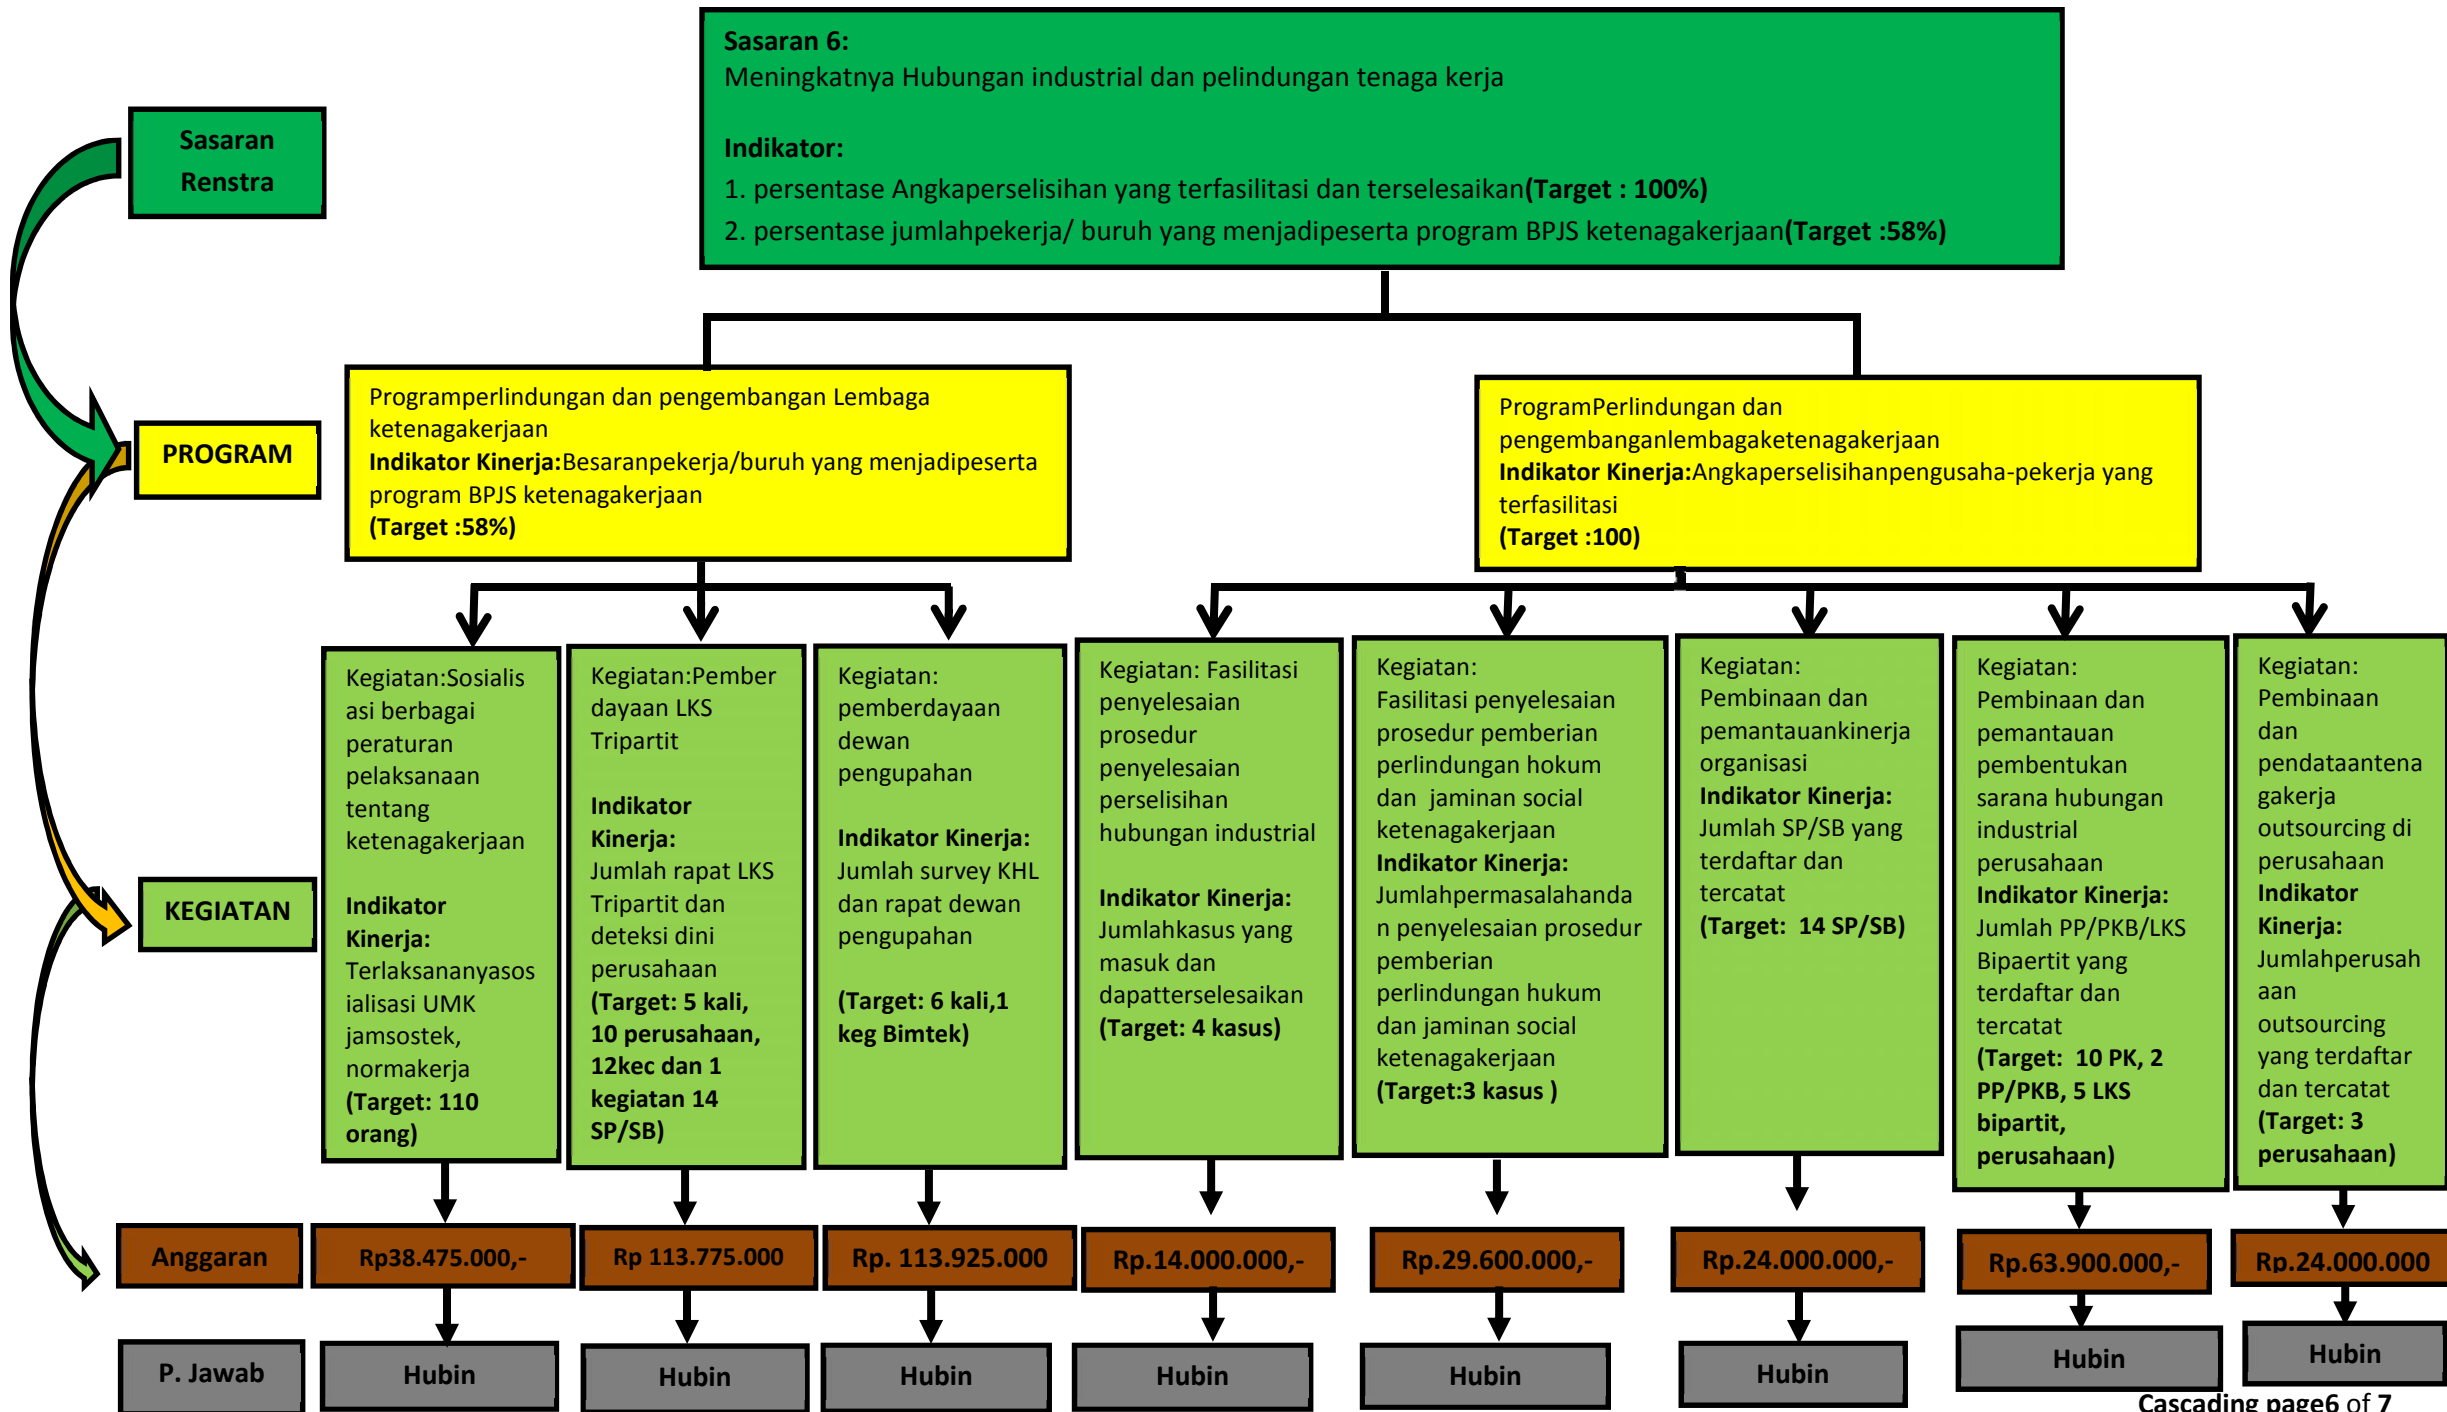 Sasaran 6:
Meningkatnya Hubungan industrial dan pelindungan tenaga kerja
Indikator:
1. persentase Angkaperselisihan yang terfasilitasi dan terselesaikan(Target : 100%)
2. persentase jumlahpekerja/ buruh yang menjadipeserta program BPJS ketenagakerjaan(Target :58%)
Sasaran
Renstra
PROGRAM
Programperlindungan dan pengembangan Lembaga
ketenagakerjaan
Indikator Kinerja:Besaranpekerja/buruh yang menjadipeserta
program BPJS ketenagakerjaan
(Target :58%)
ProgramPerlindungan dan
pengembanganlembagaketenagakerjaan
Indikator Kinerja:Angkaperselisihanpengusaha-pekerja yang
terfasilitasi
(Target :100)
KEGIATAN
Kegiatan:Sosialis
asi berbagai
peraturan
pelaksanaan
tentang
ketenagakerjaan
Indikator
Kinerja:
Terlaksananyasos
ialisasi UMK
jamsostek,
normakerja
(Target: 110
orang)
Kegiatan:Pember
dayaan LKS
Tripartit
Indikator
Kinerja:
Jumlah rapat LKS
Tripartit dan
deteksi dini
perusahaan
(Target: 5 kali,
10 perusahaan,
12kec dan 1
kegiatan 14
SP/SB)
Kegiatan:
pemberdayaan
dewan
pengupahan
Indikator Kinerja:
Jumlah survey KHL
dan rapat dewan
pengupahan
(Target: 6 kali,1
keg Bimtek)
Kegiatan: Fasilitasi
penyelesaian
prosedur
penyelesaian
perselisihan
hubungan industrial
Indikator Kinerja:
Jumlahkasus yang
masuk dan
dapatterselesaikan
(Target: 4 kasus)
Kegiatan:
Fasilitasi penyelesaian
prosedur pemberian
perlindungan hokum
dan  jaminan social
ketenagakerjaan
Indikator Kinerja:
Jumlahpermasalahanda
n penyelesaian prosedur
pemberian
perlindungan hukum
dan jaminan social
ketenagakerjaan
(Target:3 kasus )
Kegiatan:
Pembinaan dan
pemantauankinerja
organisasi
Indikator Kinerja:
Jumlah SP/SB yang
terdaftar dan
tercatat
(Target:  14 SP/SB)
Kegiatan:
Pembinaan dan
pemantauan
pembentukan
sarana hubungan
industrial
perusahaan
Indikator Kinerja:
Jumlah PP/PKB/LKS
Bipaertit yang
terdaftar dan
tercatat
(Target:  10 PK, 2
PP/PKB, 5 LKS
bipartit,
perusahaan)
Kegiatan:
Pembinaan
dan
pendataantena
gakerja
outsourcing di
perusahaan
Indikator
Kinerja:
Jumlahperusah
aan
outsourcing
yang terdaftar
dan tercatat
(Target: 3
perusahaan)
Anggaran
Rp38.475.000,-
Rp 113.775.000
Rp. 113.925.000
Rp.14.000.000,-
Rp.29.600.000,-
Rp.24.000.000,-
Rp.63.900.000,-
Rp.24.000.000
P. Jawab
Hubin
Hubin
Hubin
Hubin
Hubin
Hubin
Hubin
Hubin
Cascading page6 of 7